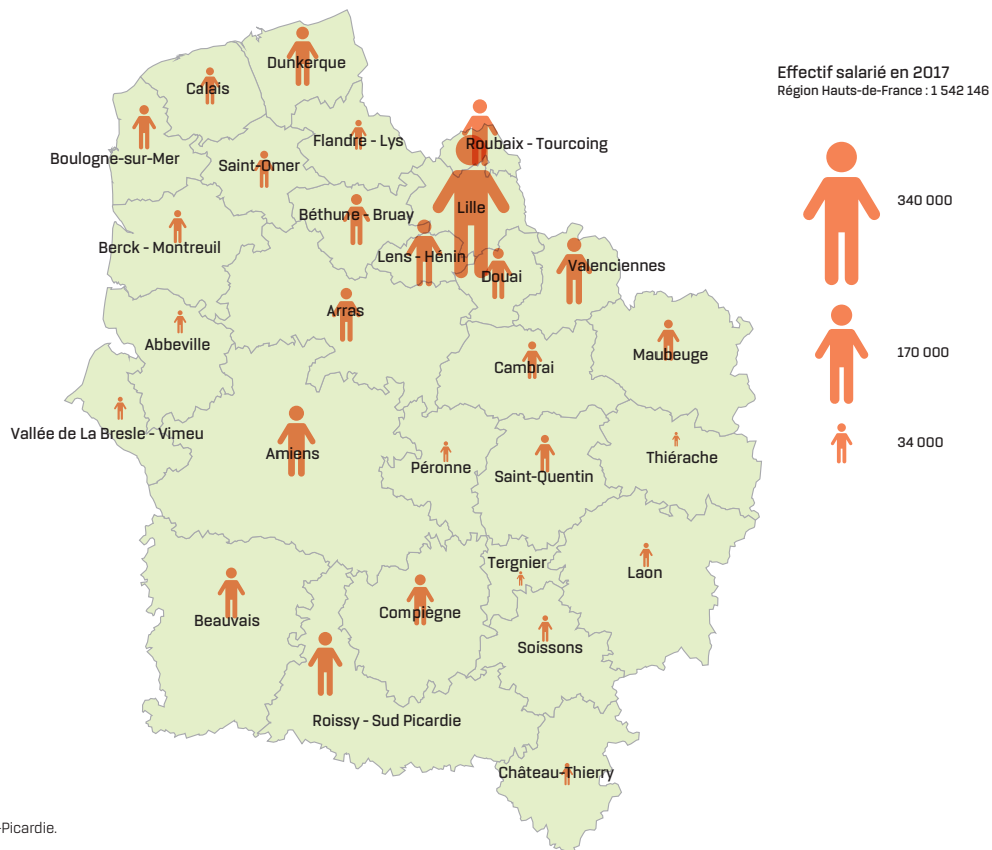 Dunkerque
Calais
Flandre - Lys
Roubaix - Tourcoing
Boulogne-sur-Mer
Saint-Omer
Lille
Béthune - Bruay
Berck - Montreuil
Lens - Hénin
Douai
Valenciennes
Arras
Abbeville
Cambrai
Maubeuge
Vallée de La Bresle - Vimeu
Amiens
Péronne
Saint-Quentin
Thiérache
Tergnier
Laon
Beauvais
Compiègne
Soissons
Roissy - Sud Picardie
Château-Thierry
Effectif salarié en 2017
Région Hauts-de-France : 1 542 146
340 000
170 000
34 000
-Picardie.